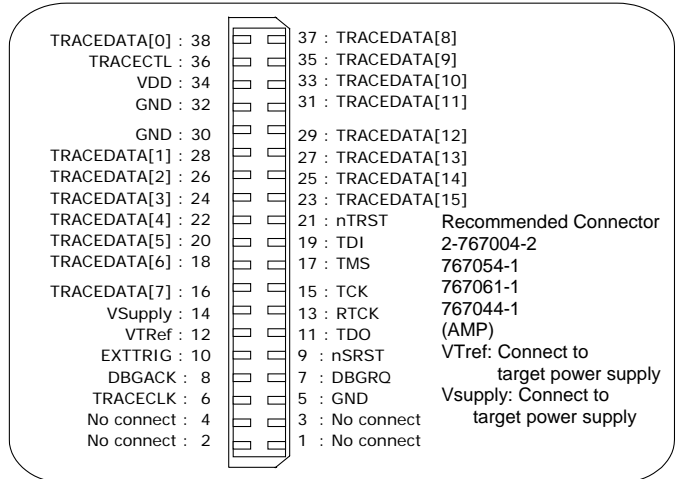 TRACEDATA[0] : 38
TRACECTL : 36
VDD : 34
GND : 32
GND : 30
TRACEDATA[1] : 28
TRACEDATA[2] : 26
TRACEDATA[3] : 24
TRACEDATA[4] : 22
TRACEDATA[5] : 20
TRACEDATA[6] : 18
TRACEDATA[7] : 16
VSupply : 14
VTRef : 12
EXTTRIG : 10
DBGACK : 8
TRACECLK : 6
No connect : 4
No connect : 2
37 : TRACEDATA[8]
35 : TRACEDATA[9]
33 : TRACEDATA[10]
31 : TRACEDATA[11]
29 : TRACEDATA[12]
27 : TRACEDATA[13]
25 : TRACEDATA[14]
23 : TRACEDATA[15]
21 : nTRST
19 : TDI
17 : TMS
15 : TCK
13 : RTCK
11 : TDO
9 : nSRST
7 : DBGRQ
5 : GND
3 : No connect
1 : No connect
Recommended Connector
2-767004-2
767054-1
767061-1
767044-1
(AMP)
VTref: Connect to
target power supply
Vsupply: Connect to
target power supply